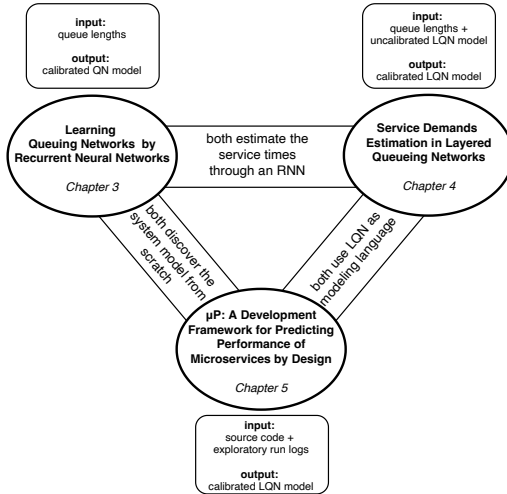 input:
queue lengths
output:
calibrated QN model
input:
queue lengths +
uncalibrated LQN model
output:
calibrated LQN model
Learning
Queuing Networks by
Recurrent Neural Networks
Chapter 3
both estimate the
service times
through an RNN
Service Demands
Estimation in Layered
Queueing Networks
Chapter 4
both discover the
system model from
scratch
both use LQN as
modeling language
µP: A Development
Framework for Predicting
Performance of
Microservices by Design
Chapter 5
input:
source code +
exploratory run logs
output:
calibrated LQN model